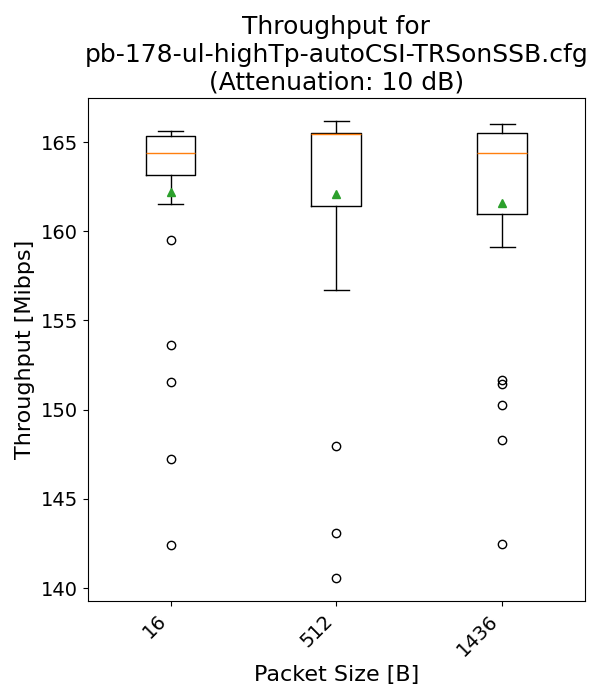 Throughput for
pb-178-ul-highTp-autoCSI-TRSonSSB.cfg
(Attenuation: 10 dB)
Throughput [Mibps]
165
160
155
150
145
140
16
512
1436
Packet Size [B]